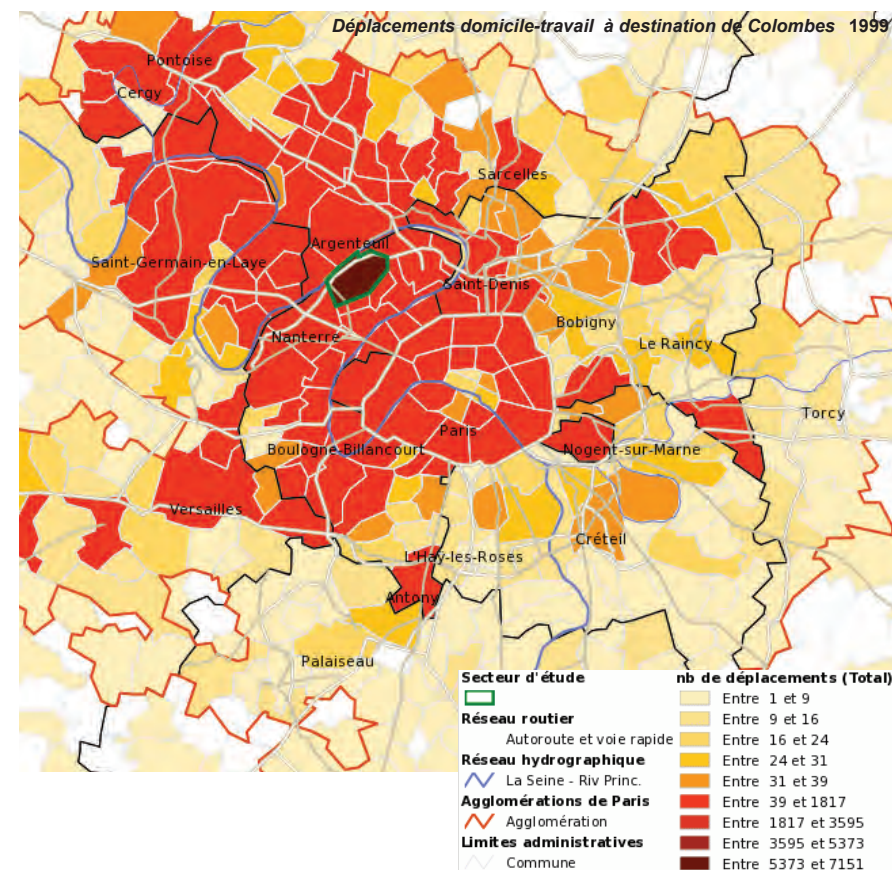 Déplacements domicile-travail à destination de Colombes 1999
Pontoise
Cergy
Sarcelles
Argenteuil
Saint-Germain-en-Laye
Saint-Denis
Bobigny
Nanterre
Le Raincy
Torcy
Paris
Boulogne-Billancourt
Nogent-sur-Marne
Versailles
Créteil
L'Haÿ-les-Roses
Antony
Palaiseau
Secteur d'étude
Réseau routier
Autoroute et voie rapide
Réseau hydrographique
La Seine - Riv Princ.
Agglomérations de Paris
Agglomération
Limites administratives
Commune
nb de déplacements (Total)
Entre 1 et 9
Entre 9 et 16
Entre 16 et 24
Entre 24 et 31
Entre 31 et 39
Entre 39 et 1817
Entre 1817 et 3595
Entre 3595 et 5373
Entre 5373 et 7151